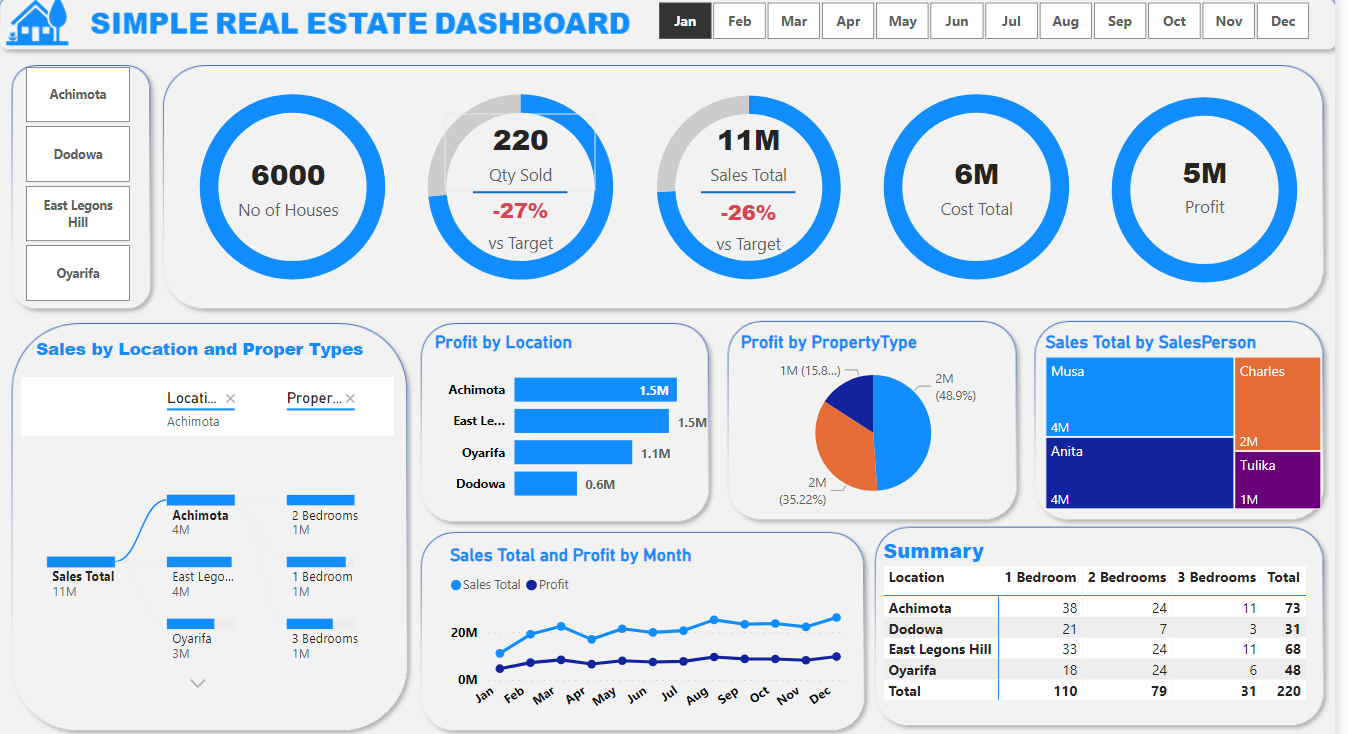 SIMPLE REAL ESTATE DASHBOARD
Jan Feb Mar Apr May Jun Jul Aug Sep Oct Nov Dec
Achimota
Dodowa
East Legons
Hill
Oyarifa
6000
No of Houses
220
Qty Sold
-27%
vs Target
11M
Sales Total
-26%
vs Target
6M
Cost Total
5M
Profit
Sales by Location and Proper Types
Locati... Proper...
Achimota
Sales Total
11M
Achimota
4M
East Lego...
4M
Oyarifa
3M
2 Bedrooms
1M
1 Bedroom
1M
3 Bedrooms
1M
Profit by Location
Achimota 1.5M
East Le... 1.5M
Oyarifa 1.1M
Dodowa 0.6M
Profit by PropertyType
1M (15.8...)
2M
(48.9%)
2M
(35.22%)
Sales Total by SalesPerson
Musa
4M
Anita
4M
Charles
2M
Tulika
1M
Sales Total and Profit by Month
Sales Total Profit
20M
0M
Jan Feb Mar Apr May Jun Jul Aug Sep Oct Nov Dec
Summary
Location 1 Bedroom 2 Bedrooms 3 Bedrooms Total
Achimota 38 24 11 73
Dodowa 21 7 3 31
East Legons Hill 33 24 11 68
Oyarifa 18 24 6 48
Total 110 79 31 220